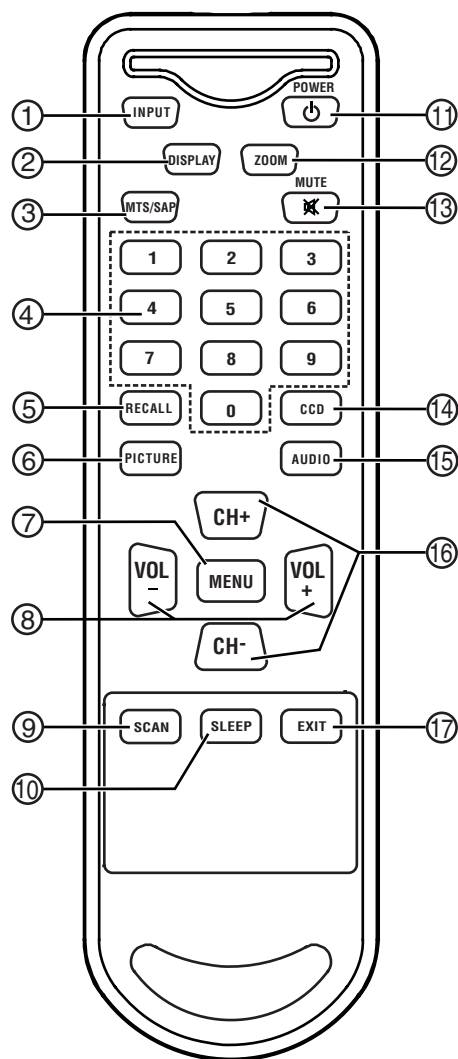 POWER
① INPUT ⑪
② DISPLAY ZOOM ⑫
MUTE
③ MTS/SAP ⑬
1 2 3
④ 4 5 6
7 8 9
⑤ RECALL 0 CCD ⑭
⑥ PICTURE AUDIO ⑮
CH+
⑦ ⑯
VOL
−
MENU
VOL
+
⑧
CH-
⑨ SCAN SLEEP EXIT ⑰
⑩